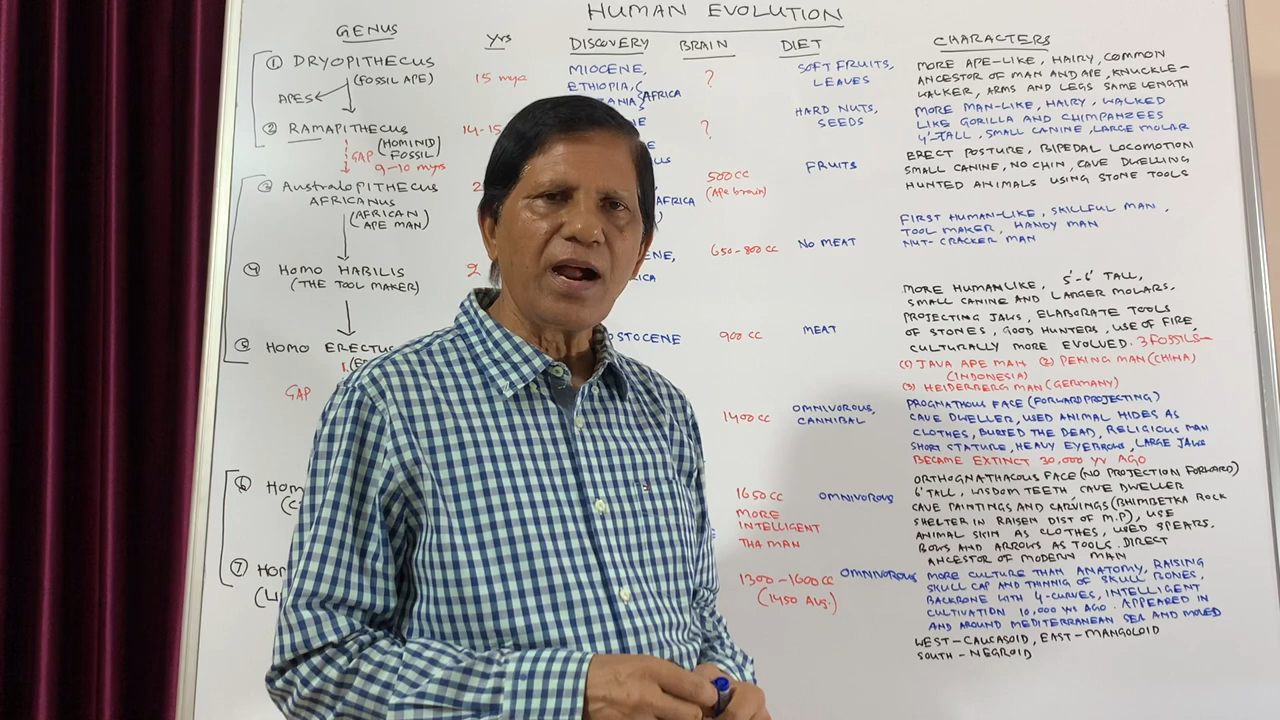 HUMAN EVOLUTION
GENUS
YRS
DISCOVERY
BRAIN
DIET
CHARACTERS
① DRYOPITHECUS
(FOSSIL APE)
APES
15 mya
MIOCENE,
ETHIOPIA,
AFRICA
?
SOFT FRUITS,
LEAVES
MORE APE-LIKE, HAIRY, COMMON
ANCESTOR OF MAN AND APE, KNUCKLE-
WALKER, ARMS AND LEGS SAME LENGTH
② RAMAPITHECUS
(HOMINID
FOSSIL)
14-15
?
HARD NUTS,
SEEDS
MORE MAN-LIKE, HAIRY, WALKED
LIKE GORILLA AND CHIMPANZEES
4'-TALL, SMALL CANINE, LARGE MOLAR
GAP
9-10 myrs
AUSTRALOPITHECUS
AFRICANUS
(AFRICAN
APE MAN)
AFRICA
500 CC
(Ape brain)
FRUITS
ERECT POSTURE, BIPEDAL LOCOMOTION
SMALL CANINE, NO CHIN, CAVE DWELLING
HUNTED ANIMALS USING STONE TOOLS
④ HOMO HABILIS
(THE TOOL MAKER)
2
650-800 CC
NO MEAT
FIRST HUMAN-LIKE, SKILLFUL MAN,
TOOL MAKER, HANDY MAN
NUT-CRACKER MAN
⑤ HOMO ERECTUS
900 CC
MEAT
MORE HUMANLIKE, 5'-6' TALL,
SMALL CANINE AND LARGER MOLARS,
PROJECTING JAWS, ELABORATE TOOLS
OF STONES, GOOD HUNTERS, USE OF FIRE,
CULTURALLY MORE EVOLVED. 3 FOSSILS-
(1) JAVA APE MAN (2) PEKING MAN (CHINA)
(INDONESIA)
(3) HEIDERBERG MAN (GERMANY)
GAP
1400 CC
OMNIVOROUS,
CANNIBAL
PROGNATHOUS FACE (FORWARD PROJECTING)
CAVE DWELLER, USED ANIMAL HIDES AS
CLOTHES, BURIED THE DEAD, RELIGIOUS MAN
SHORT STATURE, HEAVY EYEBROWS, LARGE JAWS
BECAME EXTINCT 30,000 yr AGO
⑥
1650 CC
MORE
INTELLIGENT
THA MAN
OMNIVOROUS
ORTHOGNATHACOUS FACE (NO PROJECTION FORWARD)
6' TALL, WISDOM TEETH, CAVE DWELLER
CAVE PAINTINGS AND CARVINGS (BHIMBETKA ROCK
SHELTER IN RAISEN DIST OF M.P), USE
ANIMAL SKIN AS CLOTHES, USED SPEARS,
BOWS AND ARROWS AS TOOLS. DIRECT
ANCESTOR OF MODERN MAN
⑦
1300-1600 CC
(1450 Avg.)
OMNIVOROUS
MORE CULTURE THAN ANATOMY, RAISING
SKULL CAP AND THINNIG OF SKULL BONES,
BACKBONE WITH 4-CURVES, INTELLIGENT
CULTIVATION 10,000 yrs AGO. APPEARED IN
AND AROUND MEDITERRANEAN SEA AND MOVED
WEST-CAUCASOID, EAST-MANGOLOID
SOUTH-NEGROID